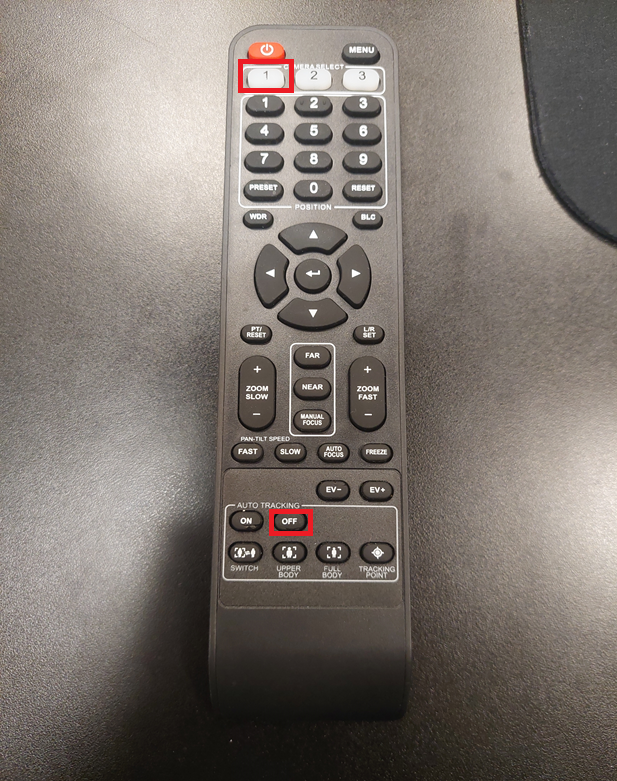 MENU
CAMERA SELECT
1 2 3
1 2 3
4 5 6
7 8 9
PRESET 0 RESET
POSITION
WDR BLC
PT/
RESET
L/R
SET
FAR
+
ZOOM
SLOW
−
NEAR
MANUAL
FOCUS
+
ZOOM
FAST
−
PAN-TILT SPEED
FAST SLOW
AUTO
FOCUS
FREEZE
EV− EV+
AUTO TRACKING
ON OFF
SWITCH
UPPER
BODY
FULL
BODY
TRACKING
POINT